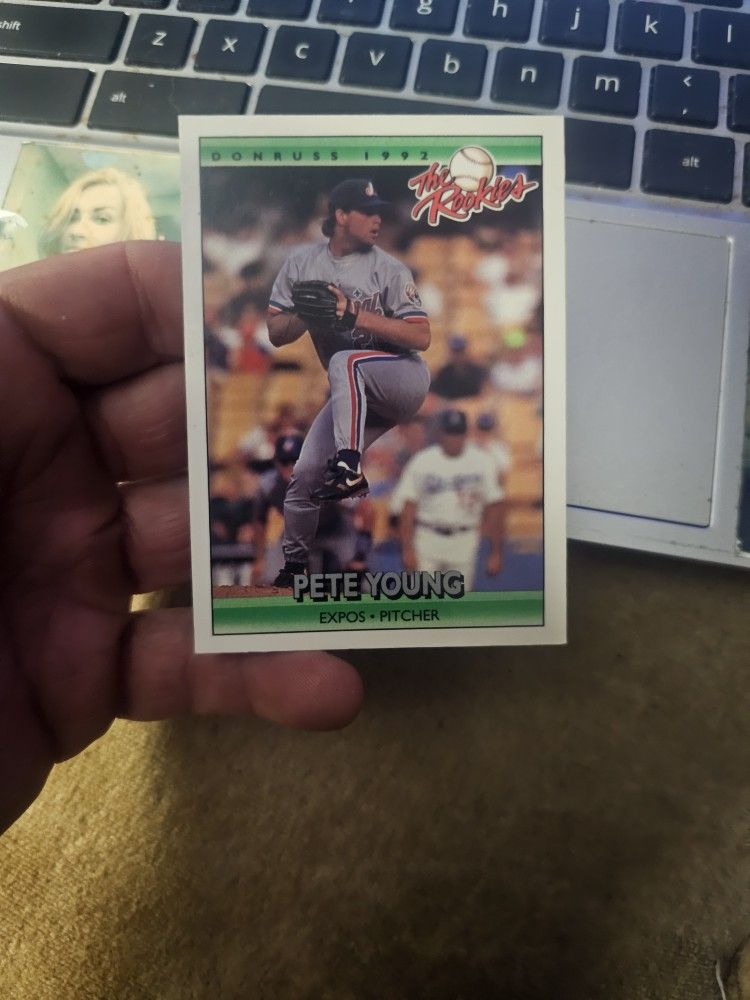 shift
g h j k l
z x c v b n m <
,
alt
alt
DONRUSS 1992
The
Rookies
PETE YOUNG
EXPOS • PITCHER